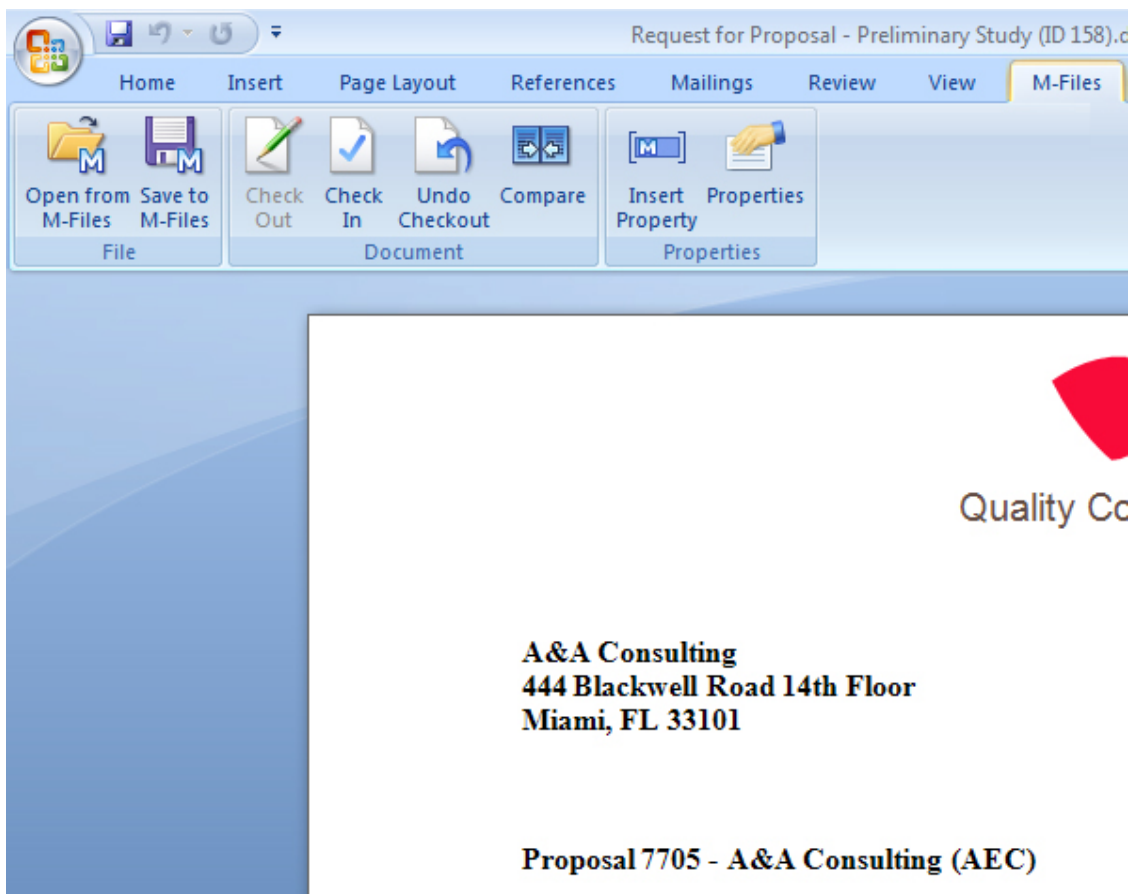 Request for Proposal - Preliminary Study (ID 158).d
Home Insert Page Layout References Mailings Review View M-Files
Open from M-Files
Save to M-Files
Check Out
Check In
Undo Checkout
Compare
Insert Property
Properties
File Document Properties
Quality Co
A&A Consulting
444 Blackwell Road 14th Floor
Miami, FL 33101
Proposal 7705 - A&A Consulting (AEC)